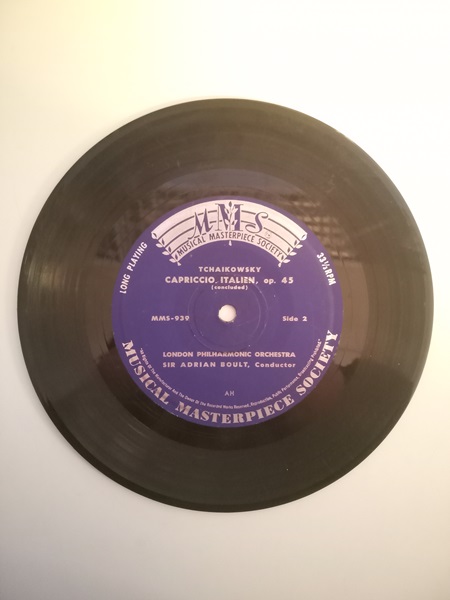 MMS
MUSICAL MASTERPIECE SOCIETY
LONG PLAYING
33⅓ RPM
TCHAIKOWSKY
CAPRICCIO ITALIEN, op. 45
(concluded)
MMS-939 Side 2
LONDON PHILHARMONIC ORCHESTRA
SIR ADRIAN BOULT, Conductor
AH
MUSICAL MASTERPIECE SOCIETY